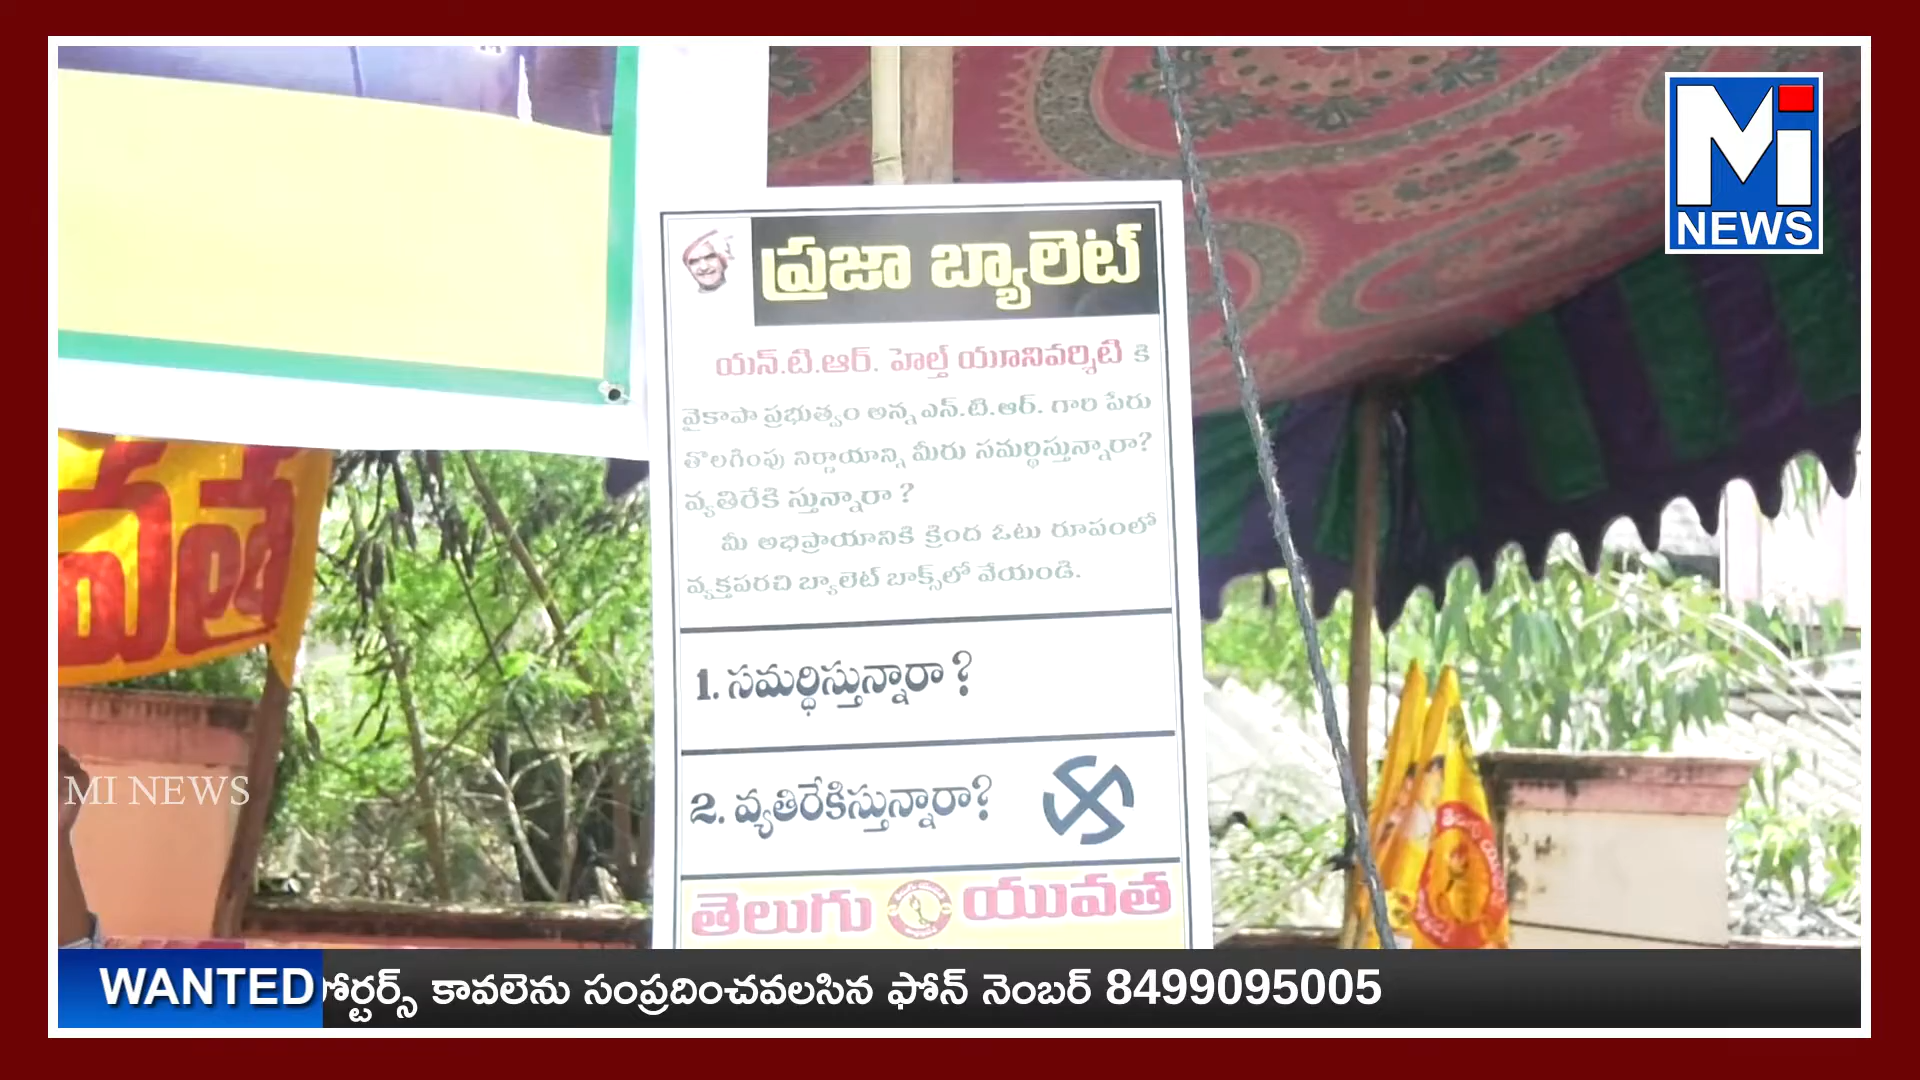 Mi
NEWS
ప్రజా బ్యాలెట్
యన్.టి.ఆర్. హెల్త్ యూనివర్శిటి కి
వైకాపా ప్రభుత్వం అన్న ఎన్.టి.ఆర్. గారి పేరు
తొలగింపు నిర్ణయాన్ని మీరు సమర్థిస్తున్నారా?
వ్యతిరేకి స్తున్నారా ?
మీ అభిప్రాయానికి క్రింద ఓటు రూపంలో
వ్యక్తపరచి బ్యాలెట్ బాక్స్‌లో వేయండి.
1. సమర్థిస్తున్నారా ?
2. వ్యతిరేకిస్తున్నారా?
తెలుగు యువత
వత
MI NEWS
WANTED పోర్టర్స్ కావలెను సంప్రదించవలసిన ఫోన్ నెంబర్ 8499095005